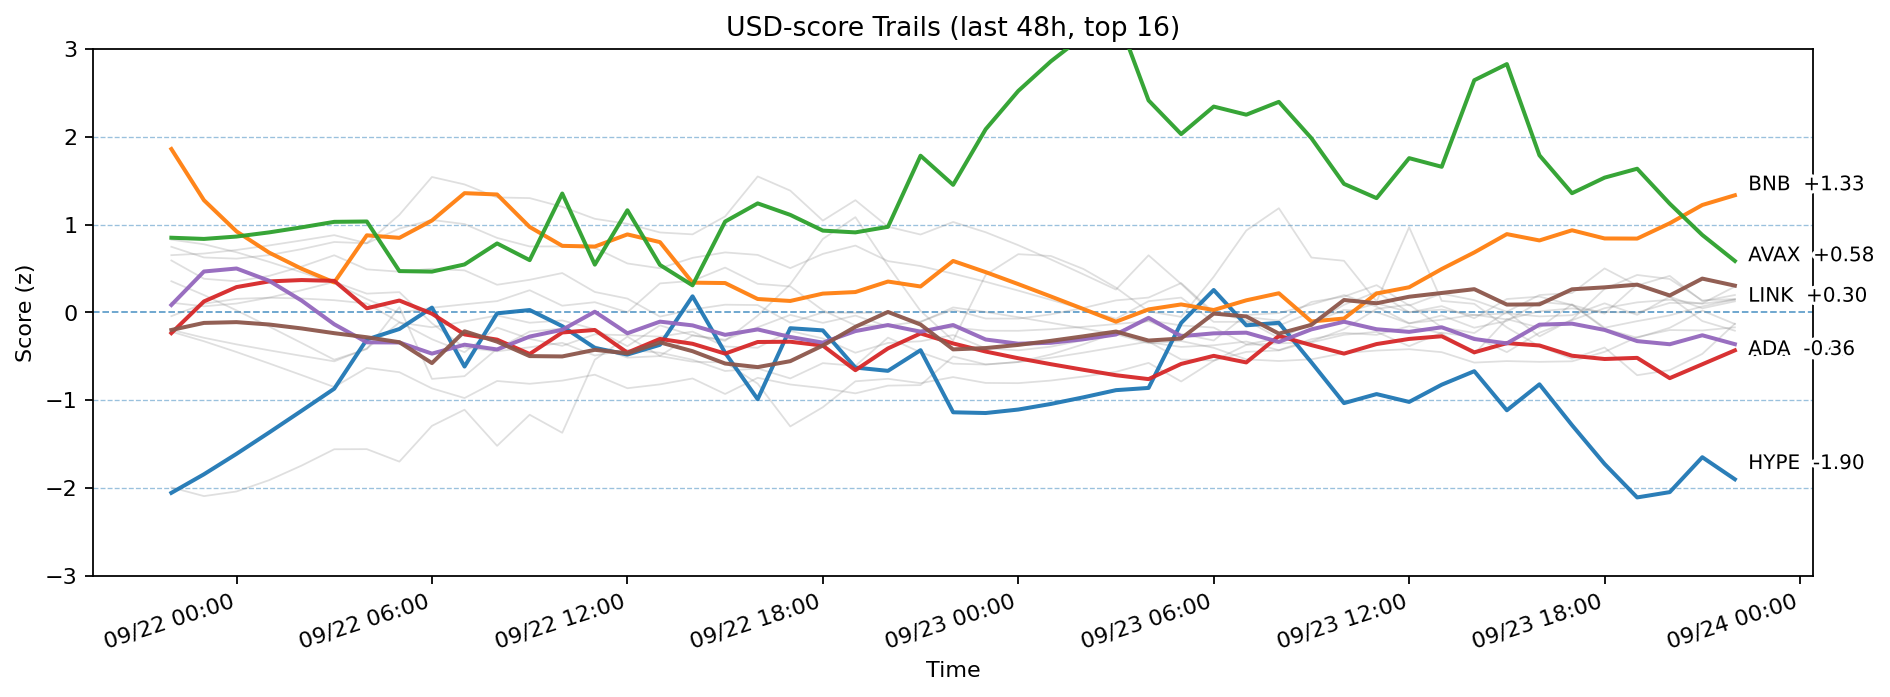 USD-score Trails (last 48h, top 16)
3
2
1
0
−1
−2
−3
Score (z)
BNB +1.33
AVAX +0.58
LINK +0.30
ADA -0.36
HYPE -1.90
09/22 00:00
09/22 06:00
09/22 12:00
09/22 18:00
09/23 00:00
09/23 06:00
09/23 12:00
09/23 18:00
09/24 00:00
Time